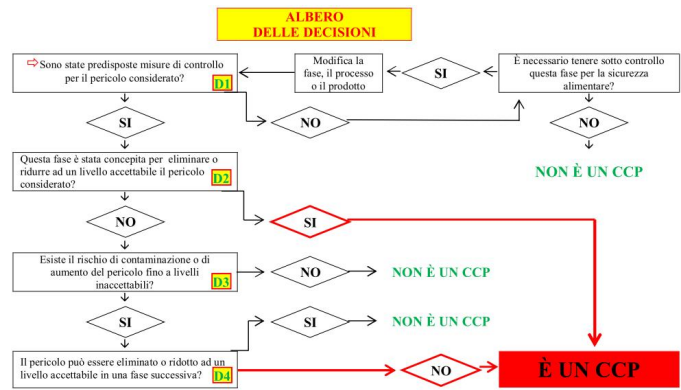 ALBERO
DELLE DECISIONI
⇨Sono state predisposte misure di controllo
per il pericolo considerato?
D1
Modifica la
fase, il processo
o il prodotto
SI
È necessario tenere sotto controllo
questa fase per la sicurezza
alimentare?
SI
NO
NO
NON È UN CCP
Questa fase è stata concepita per eliminare o
ridurre ad un livello accettabile il pericolo
considerato?
D2
NO
SI
Esiste il rischio di contaminazione o di
aumento del pericolo fino a livelli
inaccettabili?
D3
NO
NON È UN CCP
SI
SI
NON È UN CCP
Il pericolo può essere eliminato o ridotto ad un
livello accettabile in una fase successiva?
D4
NO
È UN CCP